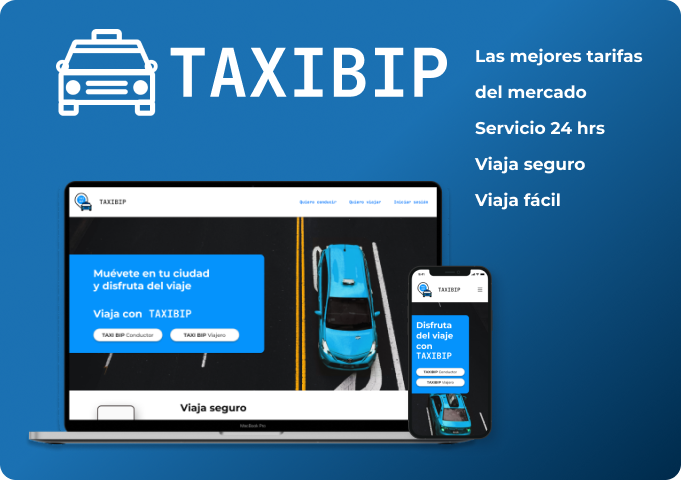 TAXIBIP
Las mejores tarifas
del mercado
Servicio 24 hrs
Viaja seguro
Viaja fácil
TAXIBIP
Quiero conducir
Quiero viajar
Iniciar sesión
Muévete en tu ciudad
y disfruta del viaje
Viaja con TAXIBIP
TAXI BIP Conductor
TAXI BIP Viajero
Viaja seguro
MacBook Pro
9:41
TAXIBIP
Disfruta
del viaje
con
TAXIBIP
TAXIBIP Conductor
TAXIBIP Viajero